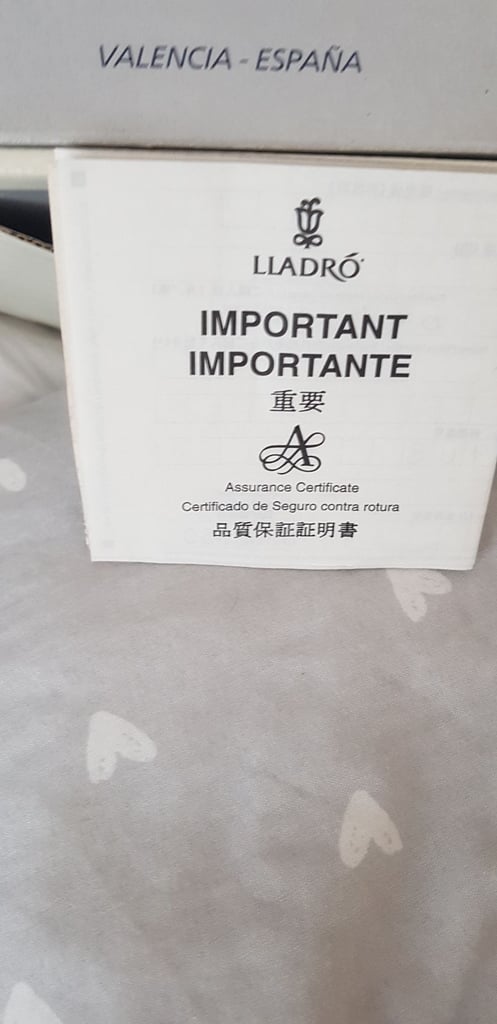 VALENCIA - ESPAÑA
LLADRÓ
IMPORTANT
IMPORTANTE
重要
A
Assurance Certificate
Certificado de Seguro contra rotura
品質保証証明書